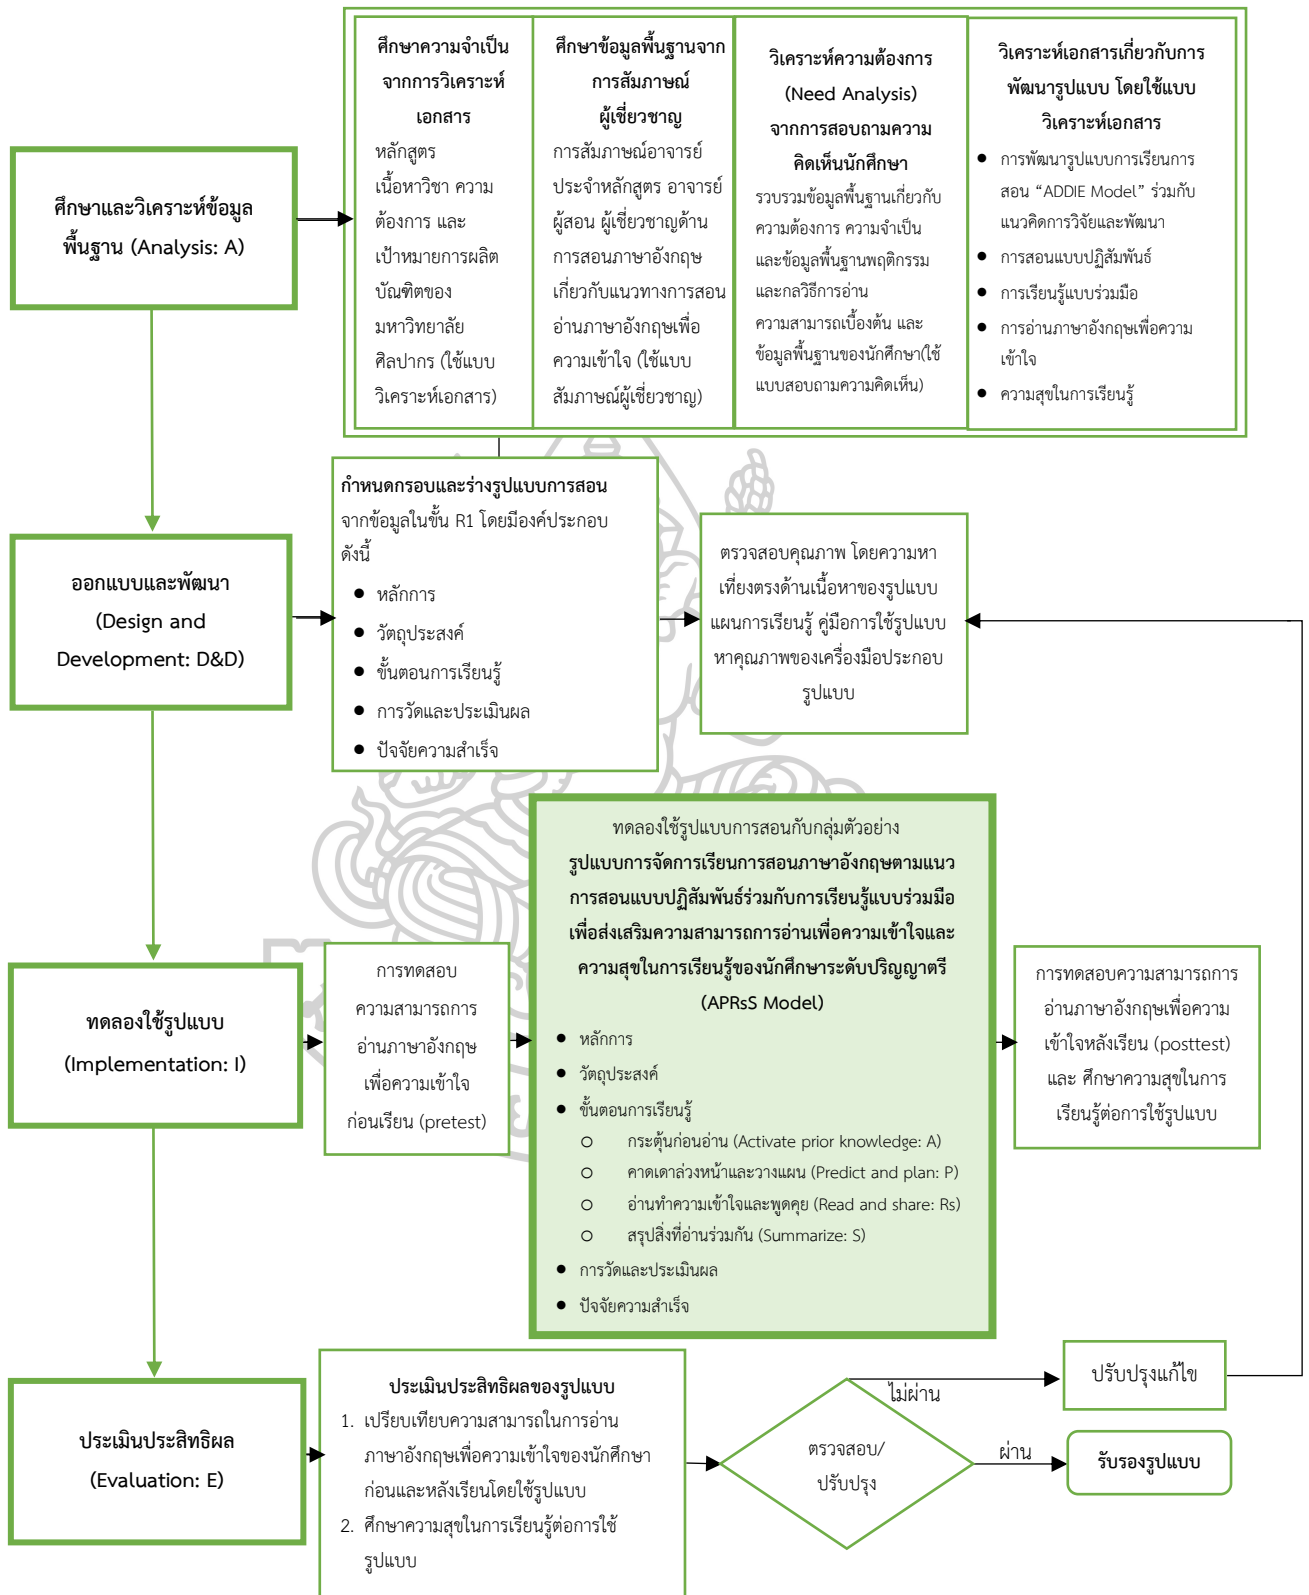 ศึกษาและวิเคราะห์ข้อมูล
พื้นฐาน (Analysis: A)
ศึกษาความจำเป็น
จากการวิเคราะห์
เอกสาร
หลักสูตร
เนื้อหาวิชา ความ
ต้องการ และ
เป้าหมายการผลิต
บัณฑิตของ
มหาวิทยาลัย
ศิลปากร (ใช้แบบ
วิเคราะห์เอกสาร)
ศึกษาข้อมูลพื้นฐานจาก
การสัมภาษณ์
ผู้เชี่ยวชาญ
การสัมภาษณ์อาจารย์
ประจำหลักสูตร อาจารย์
ผู้สอน ผู้เชี่ยวชาญด้าน
การสอนภาษาอังกฤษ
เกี่ยวกับแนวทางการสอน
อ่านภาษาอังกฤษเพื่อ
ความเข้าใจ (ใช้แบบ
สัมภาษณ์ผู้เชี่ยวชาญ)
วิเคราะห์ความต้องการ
(Need Analysis)
จากการสอบถามความ
คิดเห็นนักศึกษา
รวบรวมข้อมูลพื้นฐานเกี่ยวกับ
ความต้องการ ความจำเป็น
และข้อมูลพื้นฐานพฤติกรรม
และกลวิธีการอ่าน
ความสามารถเบื้องต้น และ
ข้อมูลพื้นฐานของนักศึกษา(ใช้
แบบสอบถามความคิดเห็น)
วิเคราะห์เอกสารเกี่ยวกับการ
พัฒนารูปแบบ โดยใช้แบบ
วิเคราะห์เอกสาร
● การพัฒนารูปแบบการเรียนการ
สอน “ADDIE Model” ร่วมกับ
แนวคิดการวิจัยและพัฒนา
● การสอนแบบปฏิสัมพันธ์
● การเรียนรู้แบบร่วมมือ
● การอ่านภาษาอังกฤษเพื่อความ
เข้าใจ
● ความสุขในการเรียนรู้
ออกแบบและพัฒนา
(Design and
Development: D&D)
กำหนดกรอบและร่างรูปแบบการสอน
จากข้อมูลในขั้น R1 โดยมีองค์ประกอบ
ดังนี้
● หลักการ
● วัตถุประสงค์
● ขั้นตอนการเรียนรู้
● การวัดและประเมินผล
● ปัจจัยความสำเร็จ
ตรวจสอบคุณภาพ โดยความหา
เที่ยงตรงด้านเนื้อหาของรูปแบบ
แผนการเรียนรู้ คู่มือการใช้รูปแบบ
หาคุณภาพของเครื่องมือประกอบ
รูปแบบ
ทดลองใช้รูปแบบ
(Implementation: I)
การทดสอบ
ความสามารถการ
อ่านภาษาอังกฤษ
เพื่อความเข้าใจ
ก่อนเรียน (pretest)
ทดลองใช้รูปแบบการสอนกับกลุ่มตัวอย่าง
รูปแบบการจัดการเรียนการสอนภาษาอังกฤษตามแนว
การสอนแบบปฏิสัมพันธ์ร่วมกับการเรียนรู้แบบร่วมมือ
เพื่อส่งเสริมความสามารถการอ่านเพื่อความเข้าใจและ
ความสุขในการเรียนรู้ของนักศึกษาระดับปริญญาตรี
(APRsS Model)
● หลักการ
● วัตถุประสงค์
● ขั้นตอนการเรียนรู้
o กระตุ้นก่อนอ่าน (Activate prior knowledge: A)
o คาดเดาล่วงหน้าและวางแผน (Predict and plan: P)
o อ่านทำความเข้าใจและพูดคุย (Read and share: Rs)
o สรุปสิ่งที่อ่านร่วมกัน (Summarize: S)
● การวัดและประเมินผล
● ปัจจัยความสำเร็จ
การทดสอบความสามารถการ
อ่านภาษาอังกฤษเพื่อความ
เข้าใจหลังเรียน (posttest)
และ ศึกษาความสุขในการ
เรียนรู้ต่อการใช้รูปแบบ
ประเมินประสิทธิผล
(Evaluation: E)
ประเมินประสิทธิผลของรูปแบบ
1. เปรียบเทียบความสามารถในการอ่าน
ภาษาอังกฤษเพื่อความเข้าใจของนักศึกษา
ก่อนและหลังเรียนโดยใช้รูปแบบ
2. ศึกษาความสุขในการเรียนรู้ต่อการใช้
รูปแบบ
ตรวจสอบ/
ปรับปรุง
ไม่ผ่าน
ปรับปรุงแก้ไข
ผ่าน
รับรองรูปแบบ